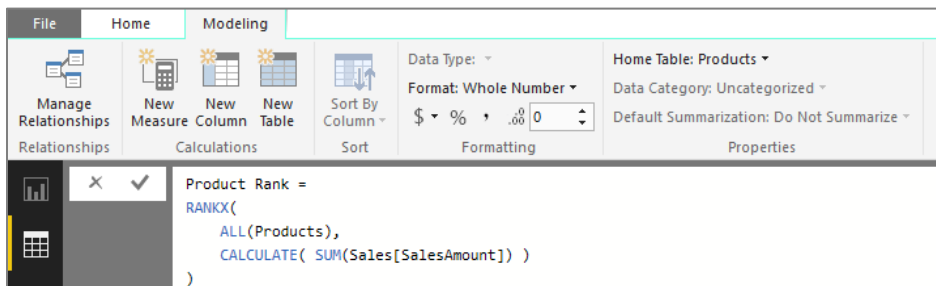 File Home Modeling
Manage Relationships
New Measure
New Column
New Table
Sort By Column
Data Type:
Format: Whole Number
$ % , .0 .00 0
Home Table: Products
Data Category: Uncategorized
Default Summarization: Do Not Summarize
Relationships Calculations Sort Formatting Properties
Product Rank =
RANKX(
ALL(Products),
CALCULATE( SUM(Sales[SalesAmount]) )
)